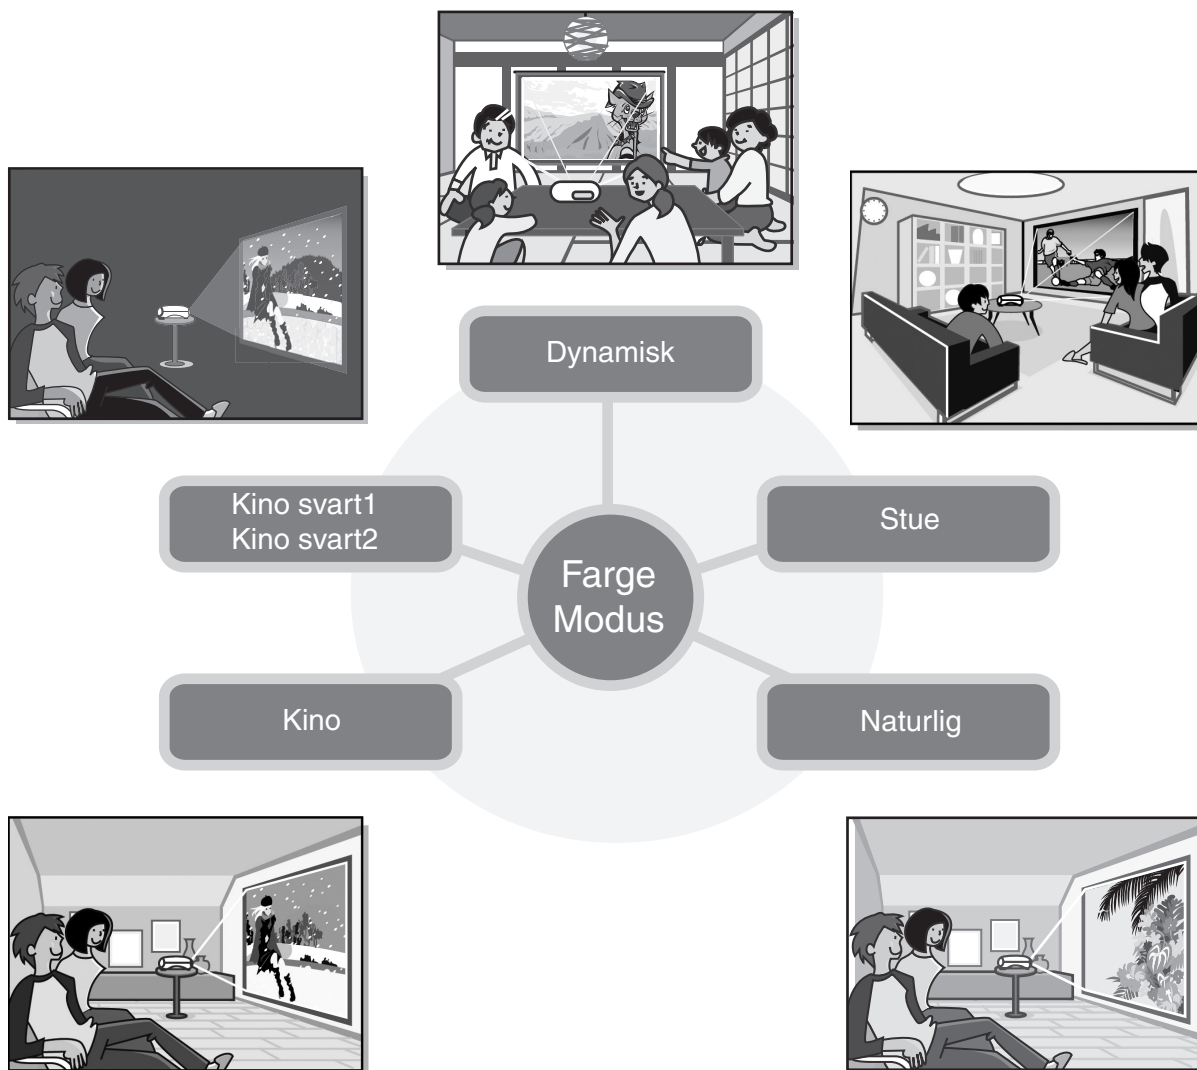 Dynamisk
Kino svart1
Kino svart2
Stue
Farge
Modus
Kino
Naturlig